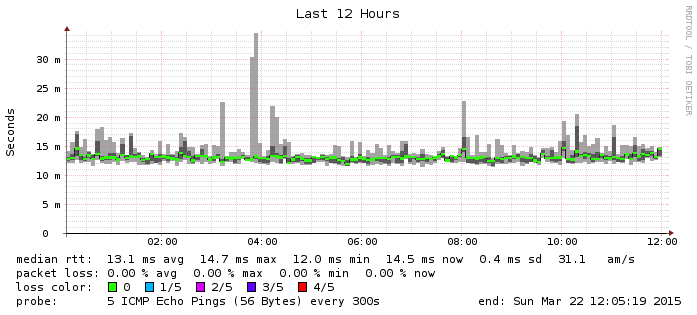 Last 12 Hours
RRDTOOL / TOBI OETIKER
Seconds
30 m
25 m
20 m
15 m
10 m
5 m
0
02:00 04:00 06:00 08:00 10:00 12:00
median rtt: 13.1 ms avg 14.7 ms max 12.0 ms min 14.5 ms now 0.4 ms sd 31.1 am/s
packet loss: 0.00 % avg 0.00 % max 0.00 % min 0.00 % now
loss color: 0 1/5 2/5 3/5 4/5
probe: 5 ICMP Echo Pings (56 Bytes) every 300s end: Sun Mar 22 12:05:19 2015